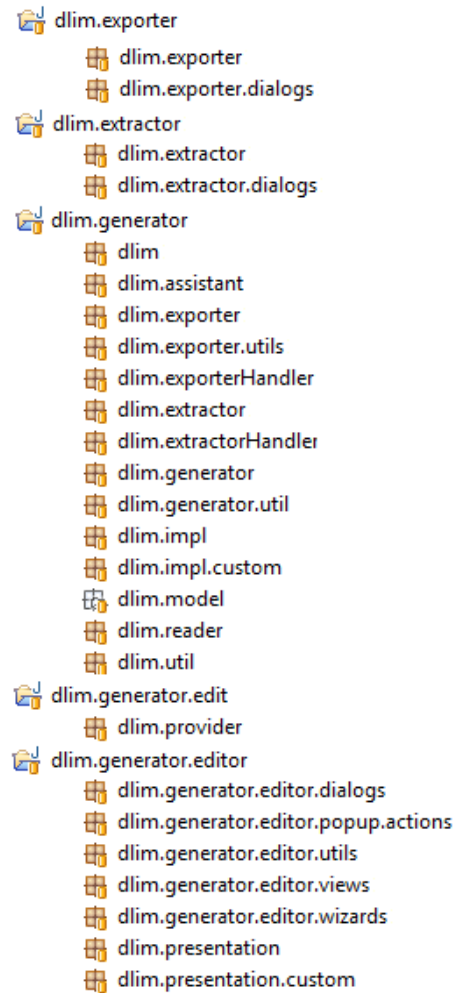 dlim.exporter
dlim.exporter
dlim.exporter.dialogs
dlim.extractor
dlim.extractor
dlim.extractor.dialogs
dlim.generator
dlim
dlim.assistant
dlim.exporter
dlim.exporter.utils
dlim.exporterHandler
dlim.extractor
dlim.extractorHandler
dlim.generator
dlim.generator.util
dlim.impl
dlim.impl.custom
dlim.model
dlim.reader
dlim.util
dlim.generator.edit
dlim.provider
dlim.generator.editor
dlim.generator.editor.dialogs
dlim.generator.editor.popup.actions
dlim.generator.editor.utils
dlim.generator.editor.views
dlim.generator.editor.wizards
dlim.presentation
dlim.presentation.custom